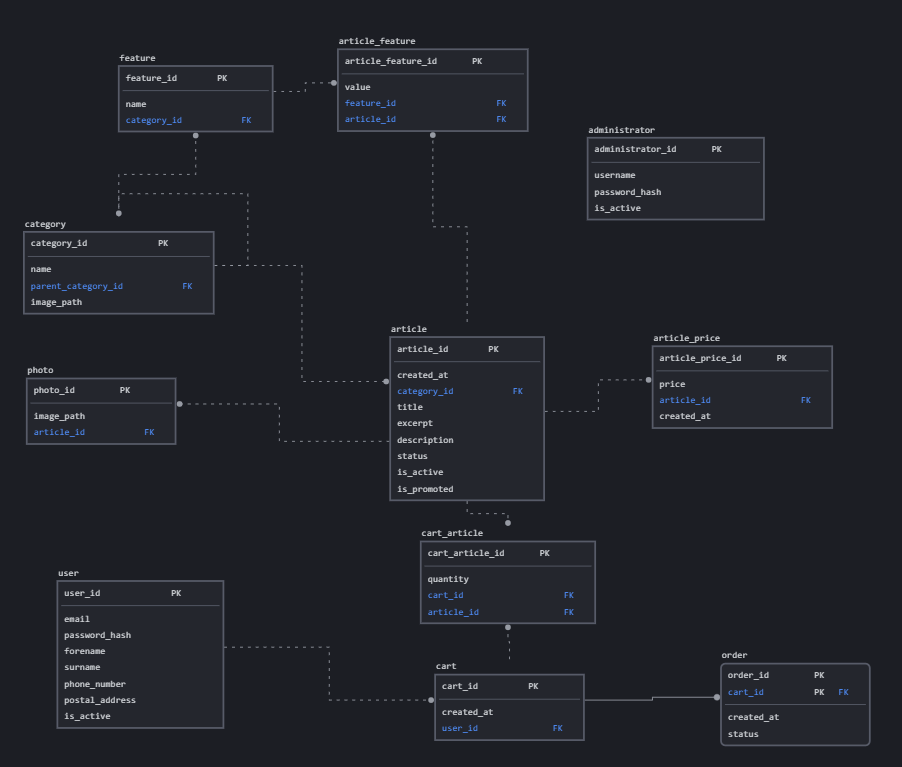 feature
feature_id PK
name
category_id FK
article_feature
article_feature_id PK
value
feature_id FK
article_id FK
administrator
administrator_id PK
username
password_hash
is_active
category
category_id PK
name
parent_category_id FK
image_path
article
article_id PK
created_at
category_id FK
title
excerpt
description
status
is_active
is_promoted
article_price
article_price_id PK
price
article_id FK
created_at
photo
photo_id PK
image_path
article_id FK
cart_article
cart_article_id PK
quantity
cart_id FK
article_id FK
user
user_id PK
email
password_hash
forename
surname
phone_number
postal_address
is_active
cart
cart_id PK
created_at
user_id FK
order
order_id PK
cart_id PK FK
created_at
status